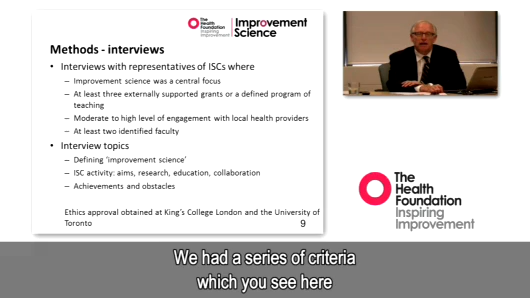 The
Health
Foundation
Inspiring
Improvement
Improvement
Science
Methods - interviews
• Interviews with representatives of ISCs where
– Improvement science was a central focus
– At least three externally supported grants or a defined program of
teaching
– Moderate to high level of engagement with local health providers
– At least two identified faculty
• Interview topics
– Defining 'improvement science'
– ISC activity: aims, research, education, collaboration
– Achievements and obstacles
Ethics approval obtained at King's College London and the University of
Toronto
9
The
Health
Foundation
Inspiring
Improvement
We had a series of criteria
which you see here